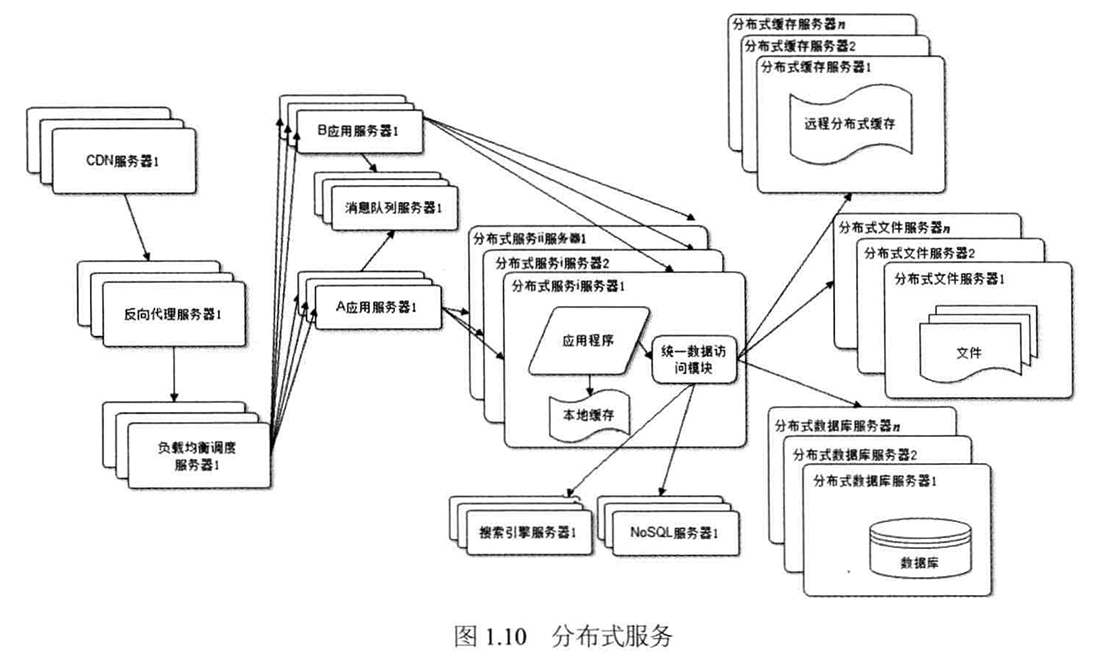 分布式缓存服务器n
分布式缓存服务器2
分布式缓存服务器1
远程分布式缓存
CDN服务器1
B应用服务器1
消息队列服务器1
反向代理服务器1
A应用服务器1
负载均衡调度
服务器1
分布式服务ii服务器1
分布式服务i服务器2
分布式服务i服务器1
应用程序
统一数据访
问模块
本地缓存
分布式文件服务器n
分布式文件服务器2
分布式文件服务器1
文件
搜索引擎服务器1
NoSQL服务器1
分布式数据库服务器n
分布式数据库服务器2
分布式数据库服务器1
数据库
图 1.10 分布式服务